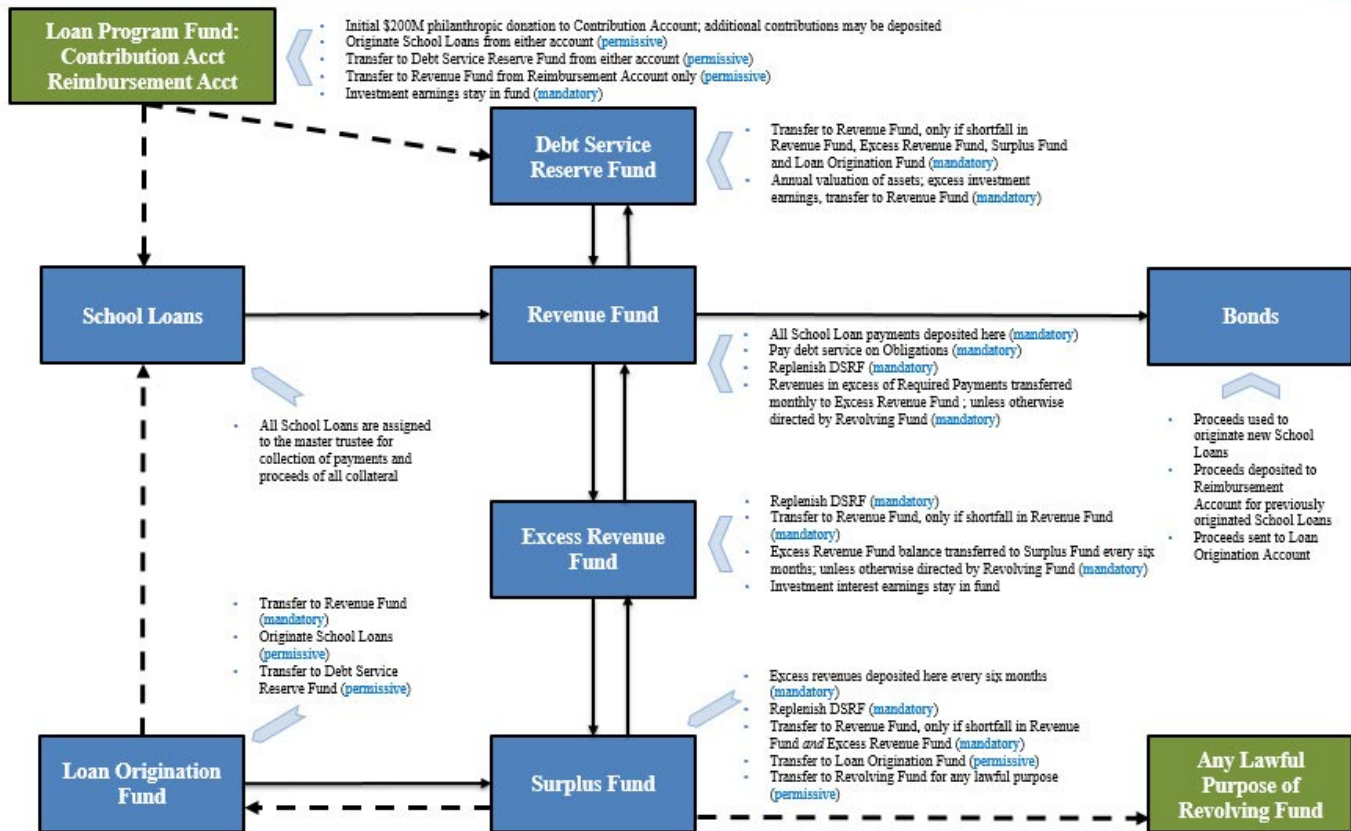 Loan Program Fund:
Contribution Acct
Reimbursement Acct
Initial $200M philanthropic donation to Contribution Account; additional contributions may be deposited
Originate School Loans from either account (permissive)
Transfer to Debt Service Reserve Fund from either account (permissive)
Transfer to Revenue Fund from Reimbursement Account only (permissive)
Investment earnings stay in fund (mandatory)
Debt Service
Reserve Fund
Transfer to Revenue Fund, only if shortfall in
Revenue Fund, Excess Revenue Fund, Surplus Fund
and Loan Origination Fund (mandatory)
Annual valuation of assets; excess investment
earnings, transfer to Revenue Fund (mandatory)
School Loans
Revenue Fund
Bonds
All School Loan payments deposited here (mandatory)
Pay debt service on Obligations (mandatory)
Replenish DSRF (mandatory)
Revenues in excess of Required Payments transferred
monthly to Excess Revenue Fund ; unless otherwise
directed by Revolving Fund (mandatory)
All School Loans are assigned
to the master trustee for
collection of payments and
proceeds of all collateral
Proceeds used to
originate new School
Loans
Proceeds deposited to
Reimbursement
Account for previously
originated School Loans
Proceeds sent to Loan
Origination Account
Excess Revenue
Fund
Replenish DSRF (mandatory)
Transfer to Revenue Fund, only if shortfall in Revenue Fund
(mandatory)
Excess Revenue Fund balance transferred to Surplus Fund every six
months; unless otherwise directed by Revolving Fund (mandatory)
Investment interest earnings stay in fund
Transfer to Revenue Fund
(mandatory)
Originate School Loans
(permissive)
Transfer to Debt Service
Reserve Fund (permissive)
Loan Origination
Fund
Surplus Fund
Excess revenues deposited here every six months
(mandatory)
Replenish DSRF (mandatory)
Transfer to Revenue Fund, only if shortfall in Revenue
Fund and Excess Revenue Fund (mandatory)
Transfer to Loan Origination Fund (permissive)
Transfer to Revolving Fund for any lawful purpose
(permissive)
Any Lawful
Purpose of
Revolving Fund